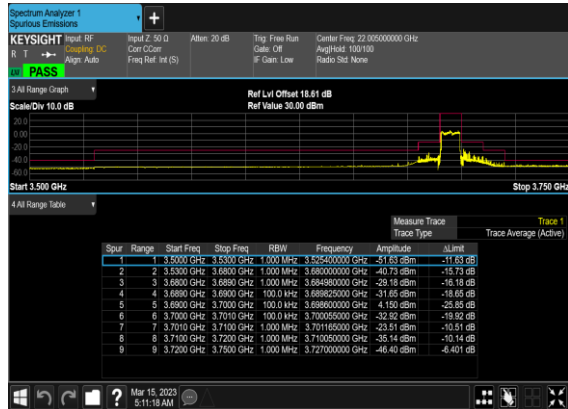 Spectrum Analyzer 1
Spurious Emissions
+
KEYSIGHT Input: RF Input Z: 50 Ω Atten: 20 dB Trig: Free Run Center Freq: 22.005000000 GHz
R T Coupling: DC Corr CCorr Gate: Off Avg|Hold: 100/100
Align: Auto Freq Ref: Int (S) IF Gain: Low Radio Std: None
PASS
3 All Range Graph
Ref Lvl Offset 18.61 dB
Scale/Div 10.0 dB Ref Value 30.00 dBm
20.0
0.00
-20.0
-40.0
-60.0
Start 3.500 GHz Stop 3.750 GHz
4 All Range Table
Measure Trace Trace 1
Trace Type Trace Average (Active)
Spur Range Start Freq Stop Freq RBW Frequency Amplitude ΔLimit
1 1 3.5000 GHz 3.5300 GHz 1.000 MHz 3.525400000 GHz -51.63 dBm -11.63 dB
2 2 3.5300 GHz 3.6800 GHz 1.000 MHz 3.680000000 GHz -40.73 dBm -15.73 dB
3 3 3.6800 GHz 3.6890 GHz 1.000 MHz 3.684980000 GHz -29.18 dBm -16.18 dB
4 4 3.6890 GHz 3.6900 GHz 100.0 kHz 3.689825000 GHz -31.65 dBm -18.65 dB
5 5 3.6900 GHz 3.7000 GHz 100.0 kHz 3.698600000 GHz 4.150 dBm -25.85 dB
6 6 3.7000 GHz 3.7010 GHz 100.0 kHz 3.700055000 GHz -32.92 dBm -19.92 dB
7 7 3.7010 GHz 3.7100 GHz 1.000 MHz 3.701165000 GHz -23.51 dBm -10.51 dB
8 8 3.7100 GHz 3.7200 GHz 1.000 MHz 3.710050000 GHz -35.14 dBm -10.14 dB
9 9 3.7200 GHz 3.7500 GHz 1.000 MHz 3.727000000 GHz -46.40 dBm -6.401 dB
?
Mar 15, 2023
5:11:18 AM